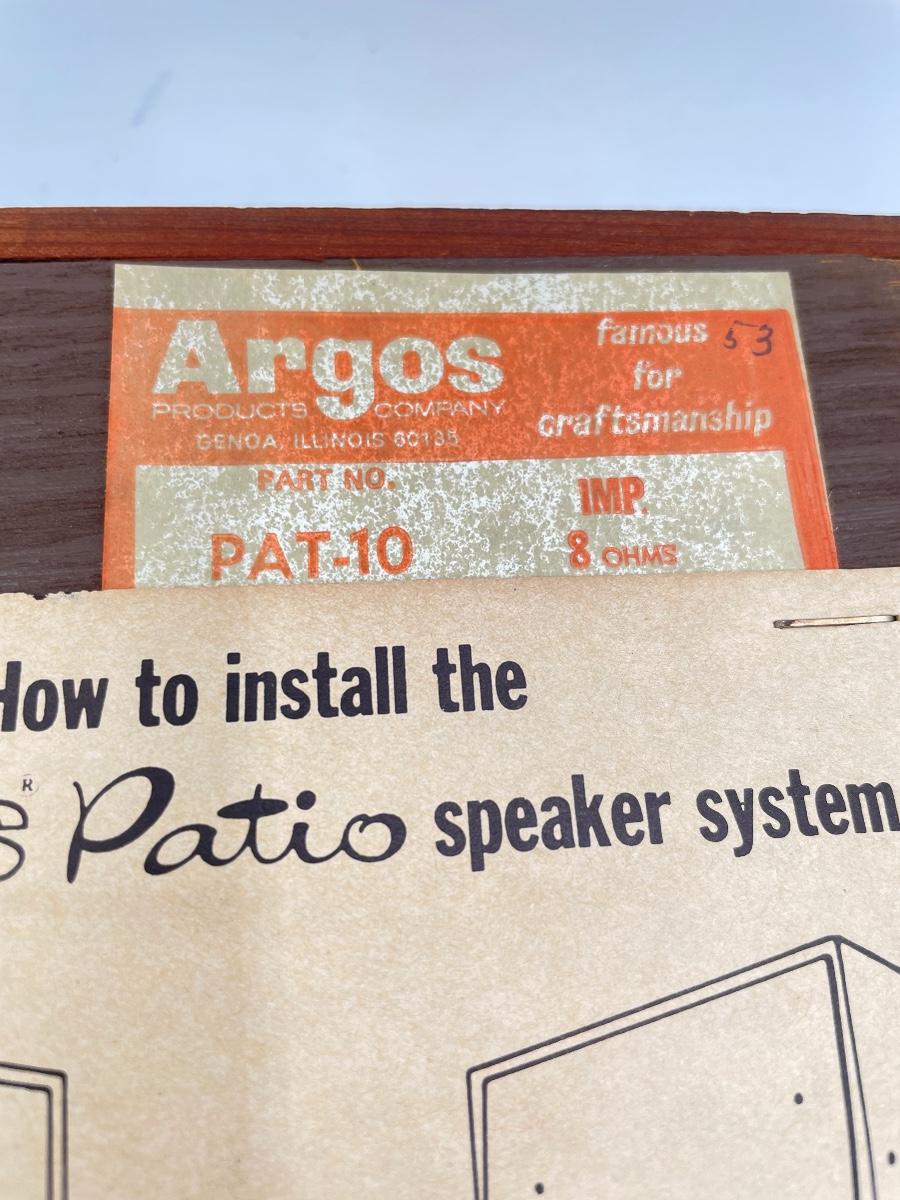 Argos
PRODUCTS COMPANY
GENOA, ILLINOIS 60135
famous 53
for
craftsmanship
PART NO.
PAT-10
IMP.
8 OHMS
How to install the
® Patio speaker system